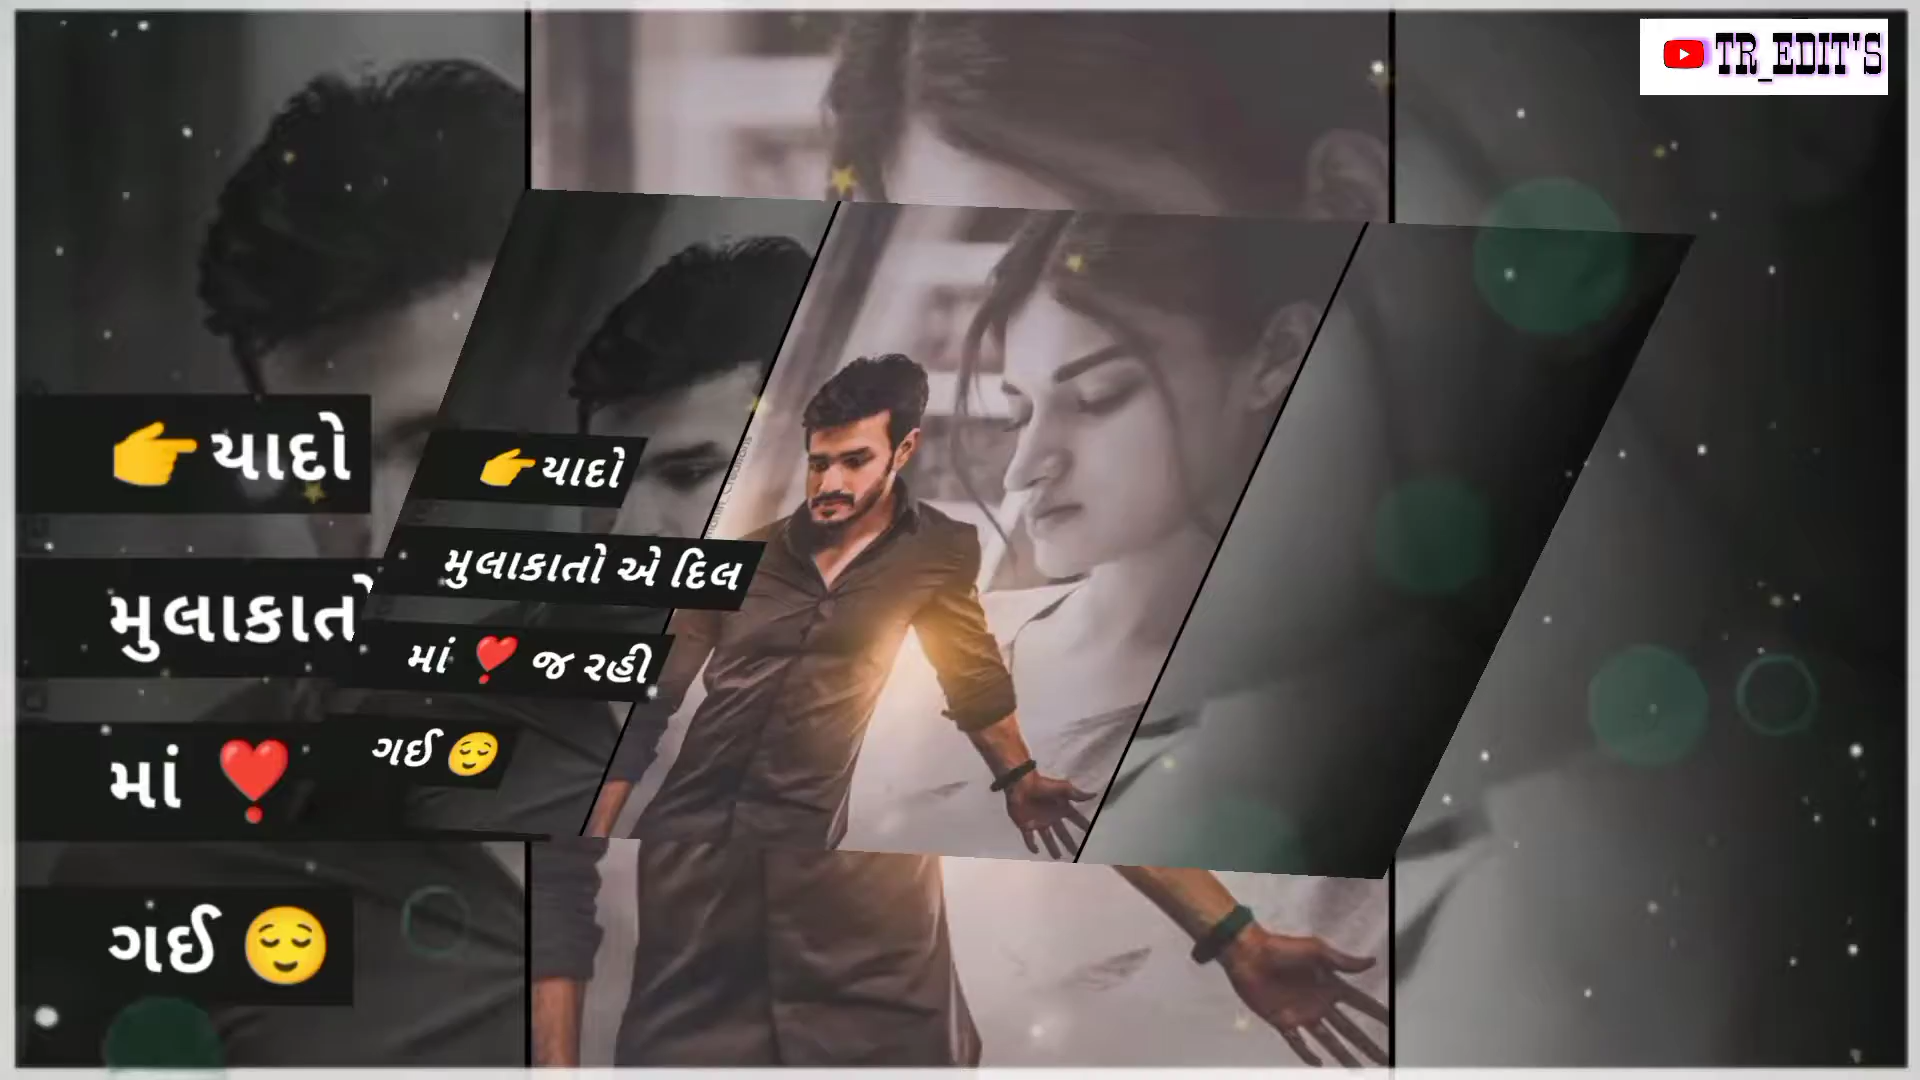 TR_EDIT'S
👉યાદો
મુલાકાતો
માં ❣️
ગઈ 😌
👉યાદો
મુલાકાતો એ દિલ
માં ❣️ જ રહી
ગઈ 😌